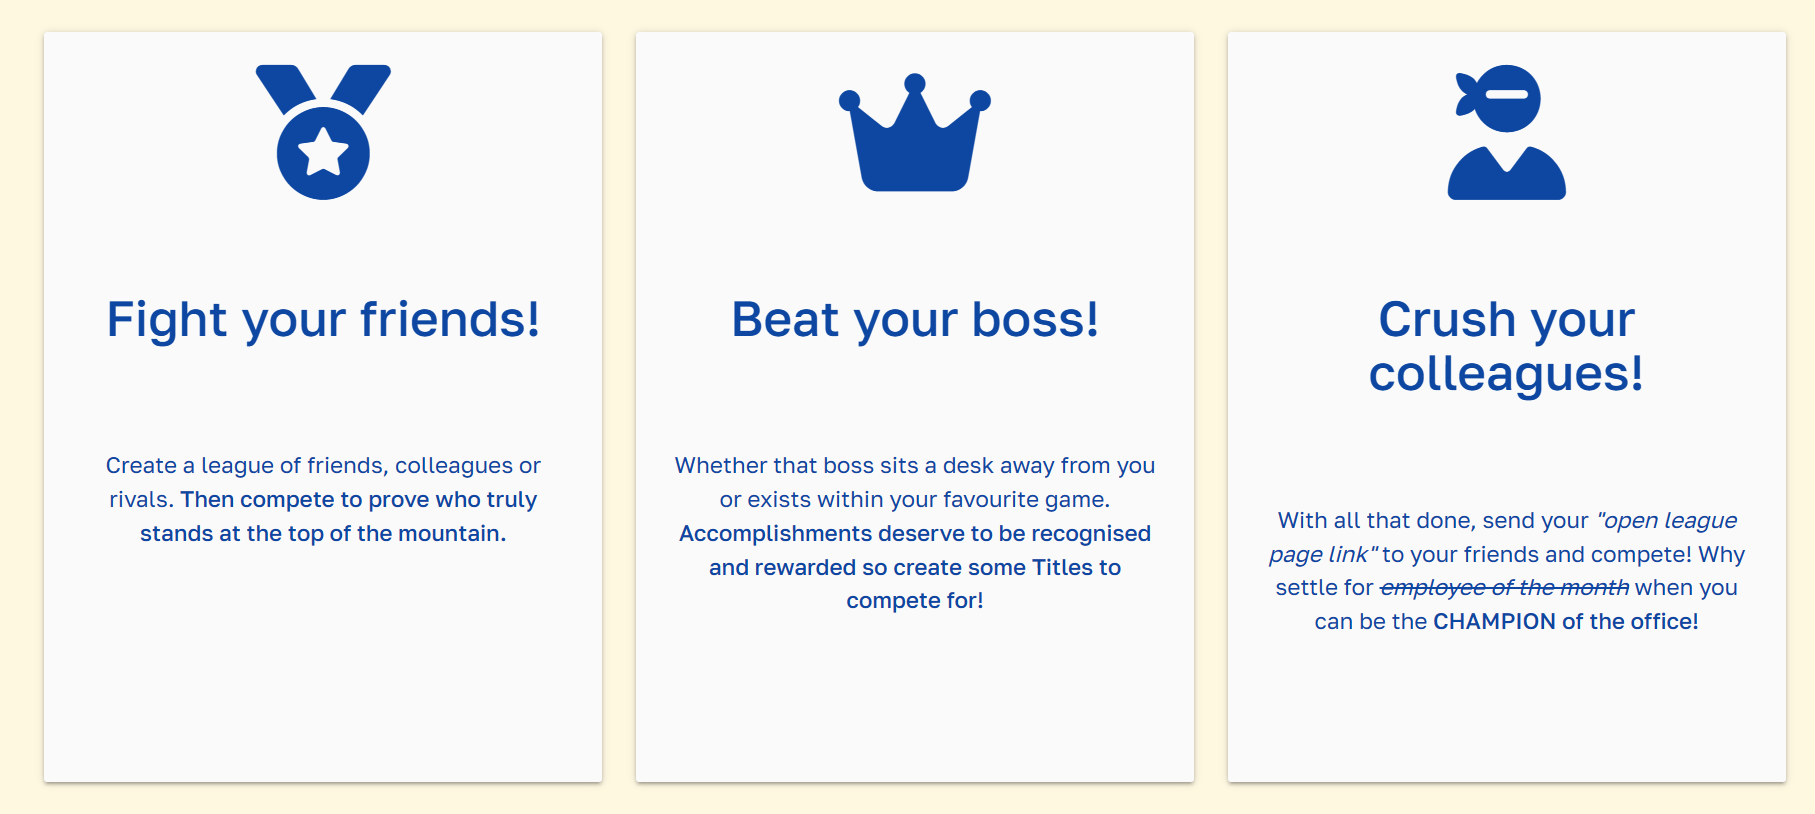 Fight your friends!
Create a league of friends, colleagues or
rivals. Then compete to prove who truly
stands at the top of the mountain.
Beat your boss!
Whether that boss sits a desk away from you
or exists within your favourite game.
Accomplishments deserve to be recognised
and rewarded so create some Titles to
compete for!
Crush your
colleagues!
With all that done, send your "open league
page link" to your friends and compete! Why
settle for employee of the month when you
can be the CHAMPION of the office!